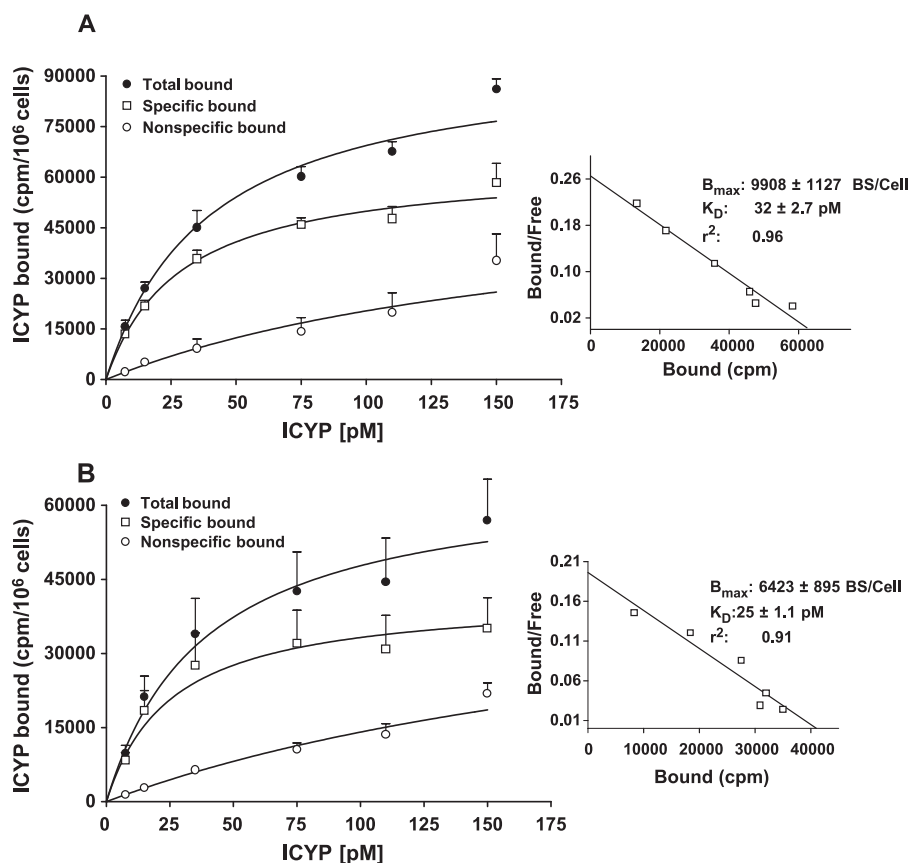 A
ICYP bound (cpm/10⁶ cells)
90000
75000
60000
45000
30000
15000
0
Total bound
Specific bound
Nonspecific bound
0 25 50 75 100 125 150 175
ICYP [pM]
Bound/Free
0.26
0.18
0.10
0.02
Bmax: 9908 ± 1127 BS/Cell
KD: 32 ± 2.7 pM
r²: 0.96
0 20000 40000 60000
Bound (cpm)
B
ICYP bound (cpm/10⁶ cells)
60000
45000
30000
15000
0
Total bound
Specific bound
Nonspecific bound
0 25 50 75 100 125 150 175
ICYP [pM]
Bound/Free
0.21
0.16
0.11
0.06
0.01
Bmax: 6423 ± 895 BS/Cell
KD:25 ± 1.1 pM
r²: 0.91
0 10000 20000 30000 40000
Bound (cpm)